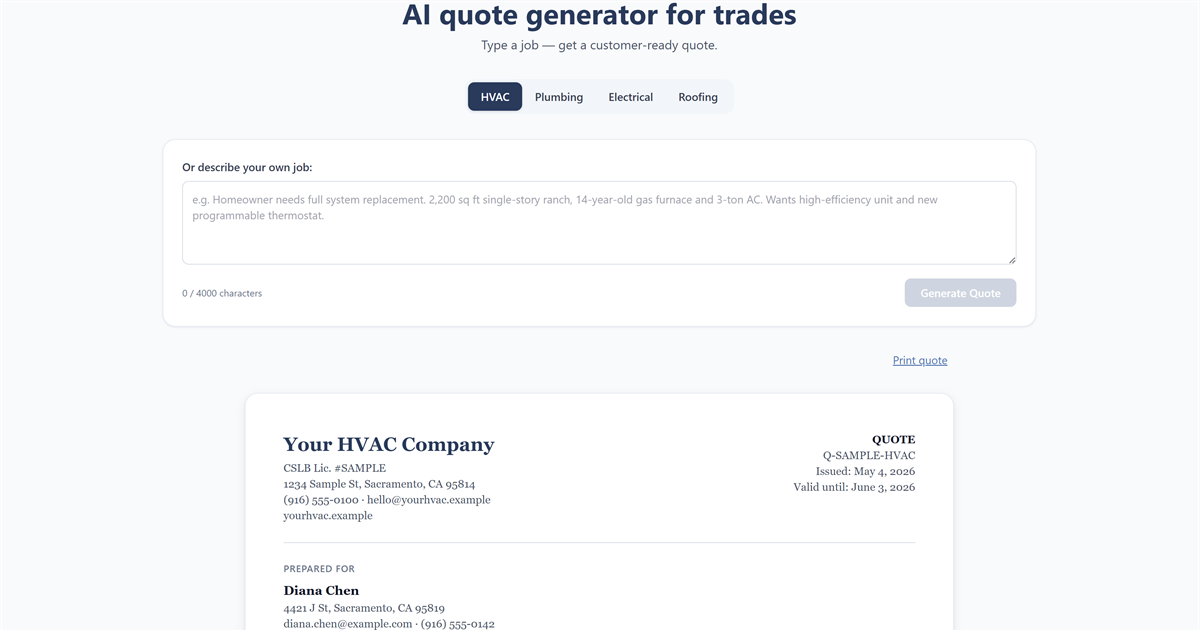 AI quote generator for trades
Type a job — get a customer-ready quote.
HVAC Plumbing Electrical Roofing
Or describe your own job:
e.g. Homeowner needs full system replacement. 2,200 sq ft single-story ranch, 14-year-old gas furnace and 3-ton AC. Wants high-efficiency unit and new
programmable thermostat.
0 / 4000 characters
Generate Quote
Print quote
Your HVAC Company
CSLB Lic. #SAMPLE
1234 Sample St, Sacramento, CA 95814
(916) 555-0100 · hello@yourhvac.example
yourhvac.example
QUOTE
Q-SAMPLE-HVAC
Issued: May 4, 2026
Valid until: June 3, 2026
PREPARED FOR
Diana Chen
4421 J St, Sacramento, CA 95819
diana.chen@example.com · (916) 555-0142